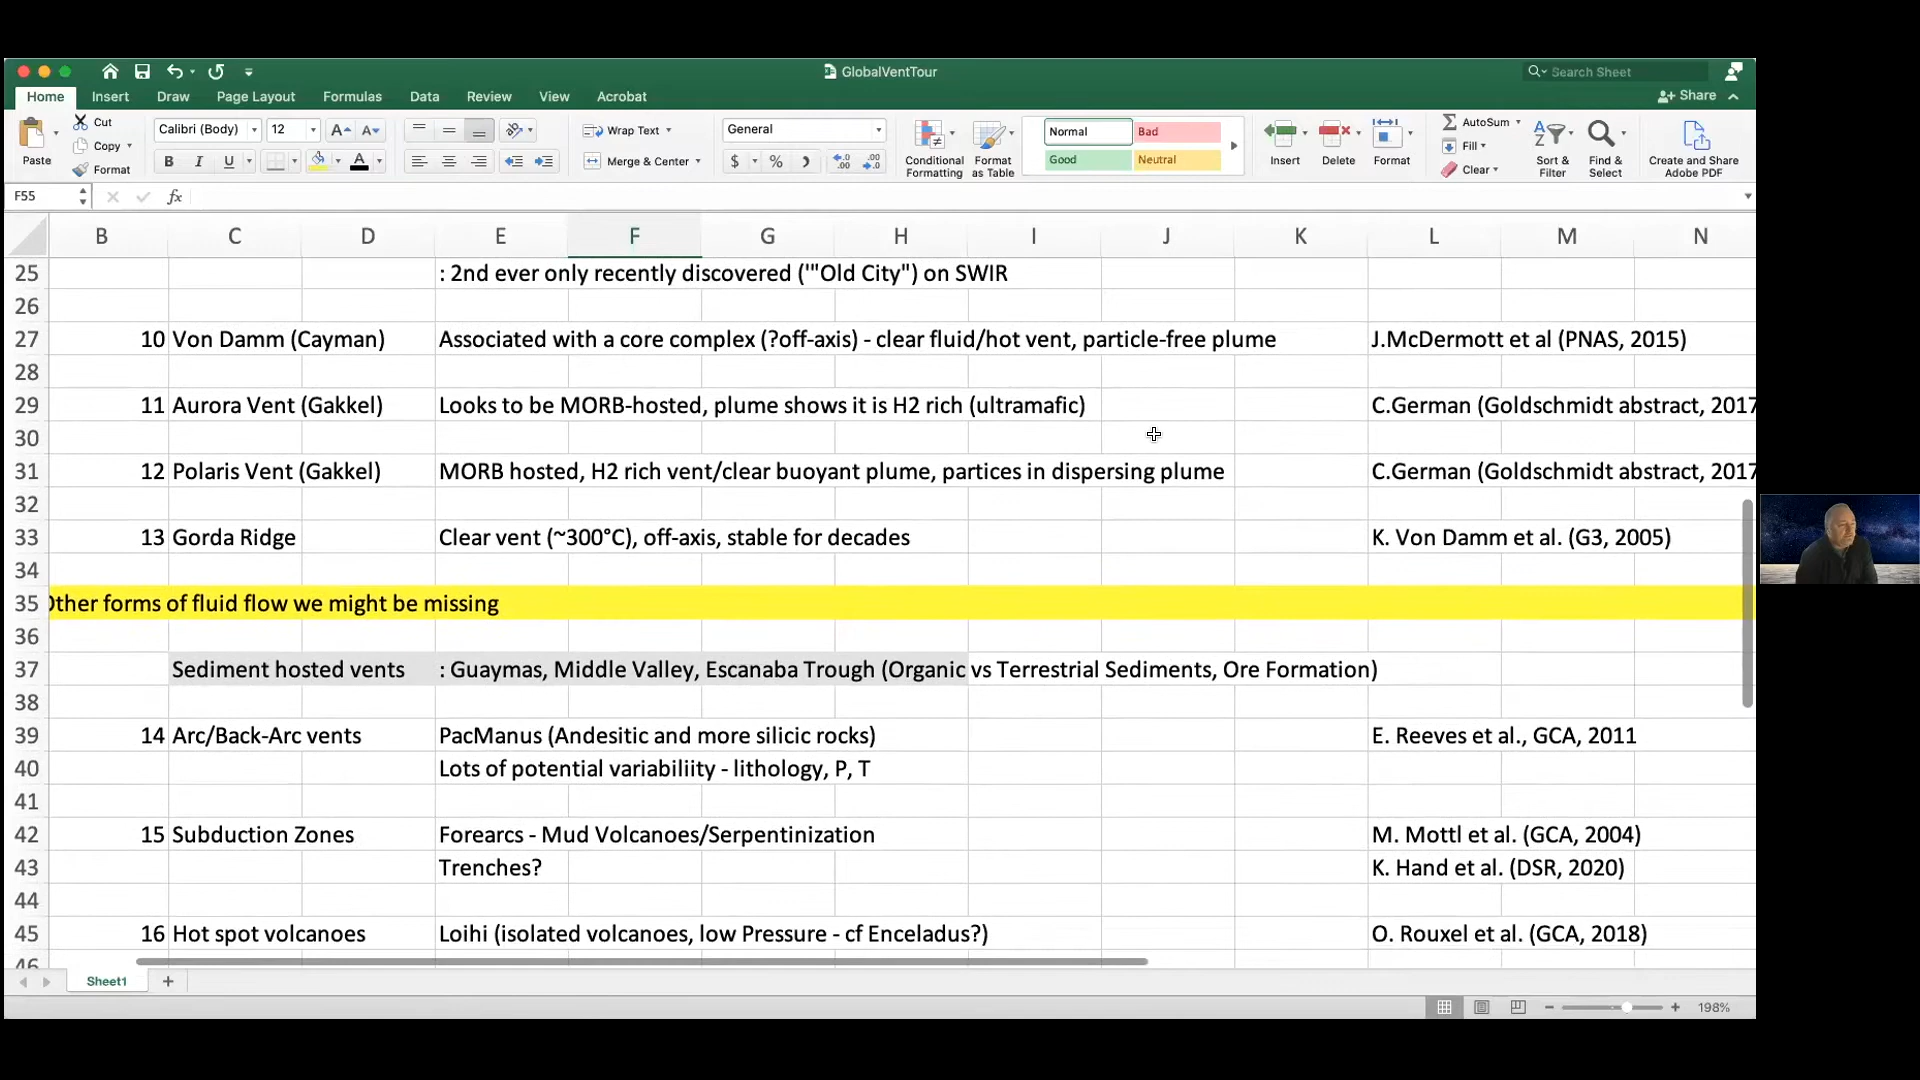 GlobalVentTour
Search Sheet
Home Insert Draw Page Layout Formulas Data Review View Acrobat
Share
Paste
Cut
Copy
Format
Calibri (Body) 12
B I U
A
Wrap Text
Merge & Center
General
$ % )
Conditional Formatting
Format as Table
Normal Bad
Good Neutral
Insert Delete Format
AutoSum
Fill
Clear
Sort & Filter
Find & Select
Create and Share Adobe PDF
F55 fx
B C D E F G H I J K L M N
25 : 2nd ever only recently discovered ('"Old City") on SWIR
26
27 10 Von Damm (Cayman) Associated with a core complex (?off-axis) - clear fluid/hot vent, particle-free plume J.McDermott et al (PNAS, 2015)
28
29 11 Aurora Vent (Gakkel) Looks to be MORB-hosted, plume shows it is H2 rich (ultramafic) C.German (Goldschmidt abstract, 2017
30
31 12 Polaris Vent (Gakkel) MORB hosted, H2 rich vent/clear buoyant plume, partices in dispersing plume C.German (Goldschmidt abstract, 2017
32
33 13 Gorda Ridge Clear vent (~300°C), off-axis, stable for decades K. Von Damm et al. (G3, 2005)
34
35 Other forms of fluid flow we might be missing
36
37 Sediment hosted vents : Guaymas, Middle Valley, Escanaba Trough (Organic vs Terrestrial Sediments, Ore Formation)
38
39 14 Arc/Back-Arc vents PacManus (Andesitic and more silicic rocks) E. Reeves et al., GCA, 2011
40 Lots of potential variabiliity - lithology, P, T
41
42 15 Subduction Zones Forearcs - Mud Volcanoes/Serpentinization M. Mottl et al. (GCA, 2004)
43 Trenches? K. Hand et al. (DSR, 2020)
44
45 16 Hot spot volcanoes Loihi (isolated volcanoes, low Pressure - cf Enceladus?) O. Rouxel et al. (GCA, 2018)
46
Sheet1
198%